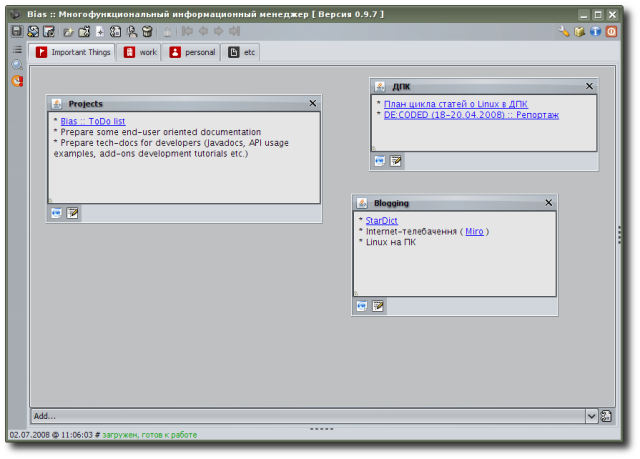 Bias :: Многофункциональный информационный менеджер [ Версия 0.9.7 ]
Important Things work personal etc
Projects
* Bias :: ToDo list
* Prepare some end-user oriented documentation
* Prepare tech-docs for developers (Javadocs, API usage
examples, add-ons development tutorials etc.)
ДПК
* План цикла статей о Linux в ДПК
* DE:CODED (18-20.04.2008) :: Репортаж
Blogging
* StarDict
* Internet-телебачення ( Miro )
* Linux на ПК
Add...
02.07.2008 @ 11:06:03 # загружен, готов к работе